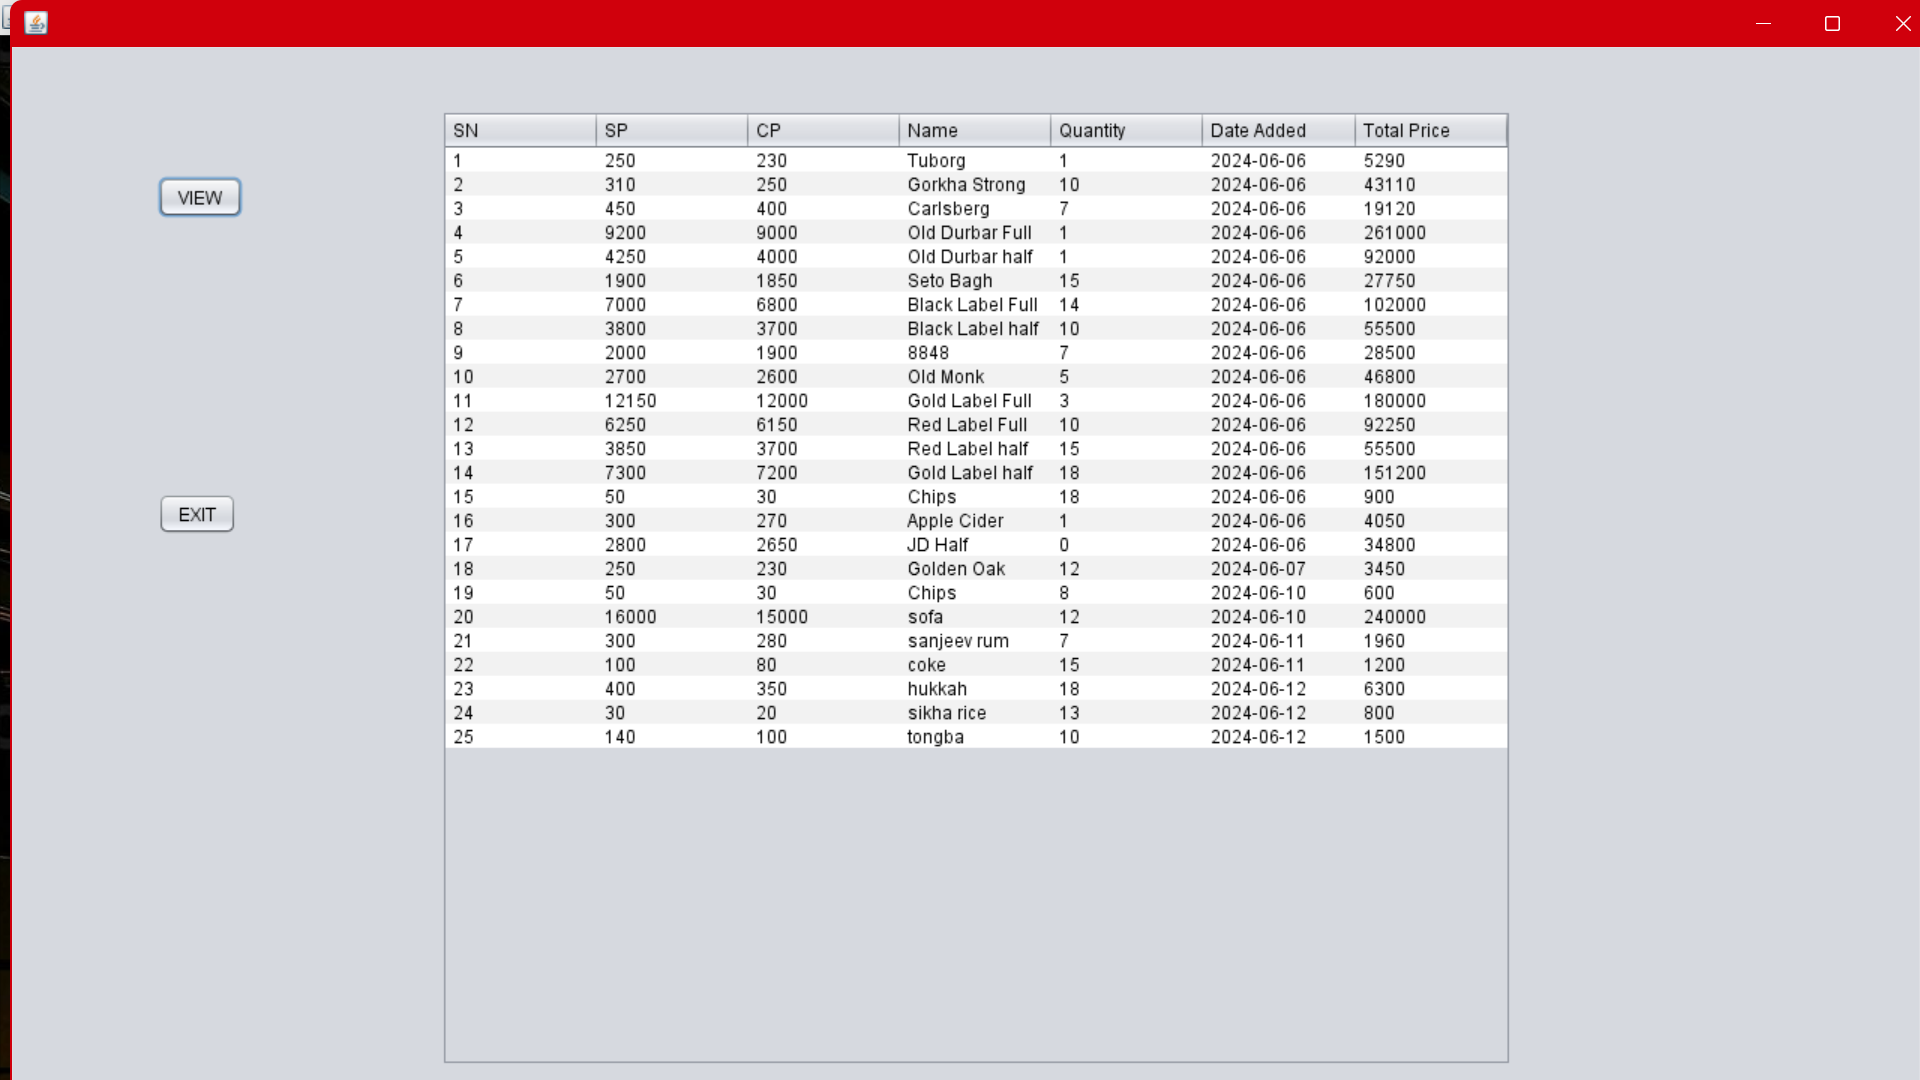 SN SP CP Name Quantity Date Added Total Price
1 250 230 Tuborg 1 2024-06-06 5290
VIEW
2 310 250 Gorkha Strong 10 2024-06-06 43110
3 450 400 Carlsberg 7 2024-06-06 19120
4 9200 9000 Old Durbar Full 1 2024-06-06 261000
5 4250 4000 Old Durbar half 1 2024-06-06 92000
6 1900 1850 Seto Bagh 15 2024-06-06 27750
7 7000 6800 Black Label Full 14 2024-06-06 102000
8 3800 3700 Black Label half 10 2024-06-06 55500
9 2000 1900 8848 7 2024-06-06 28500
10 2700 2600 Old Monk 5 2024-06-06 46800
11 12150 12000 Gold Label Full 3 2024-06-06 180000
12 6250 6150 Red Label Full 10 2024-06-06 92250
13 3850 3700 Red Label half 15 2024-06-06 55500
14 7300 7200 Gold Label half 18 2024-06-06 151200
15 50 30 Chips 18 2024-06-06 900
EXIT
16 300 270 Apple Cider 1 2024-06-06 4050
17 2800 2650 JD Half 0 2024-06-06 34800
18 250 230 Golden Oak 12 2024-06-07 3450
19 50 30 Chips 8 2024-06-10 600
20 16000 15000 sofa 12 2024-06-10 240000
21 300 280 sanjeev rum 7 2024-06-11 1960
22 100 80 coke 15 2024-06-11 1200
23 400 350 hukkah 18 2024-06-12 6300
24 30 20 sikha rice 13 2024-06-12 800
25 140 100 tongba 10 2024-06-12 1500